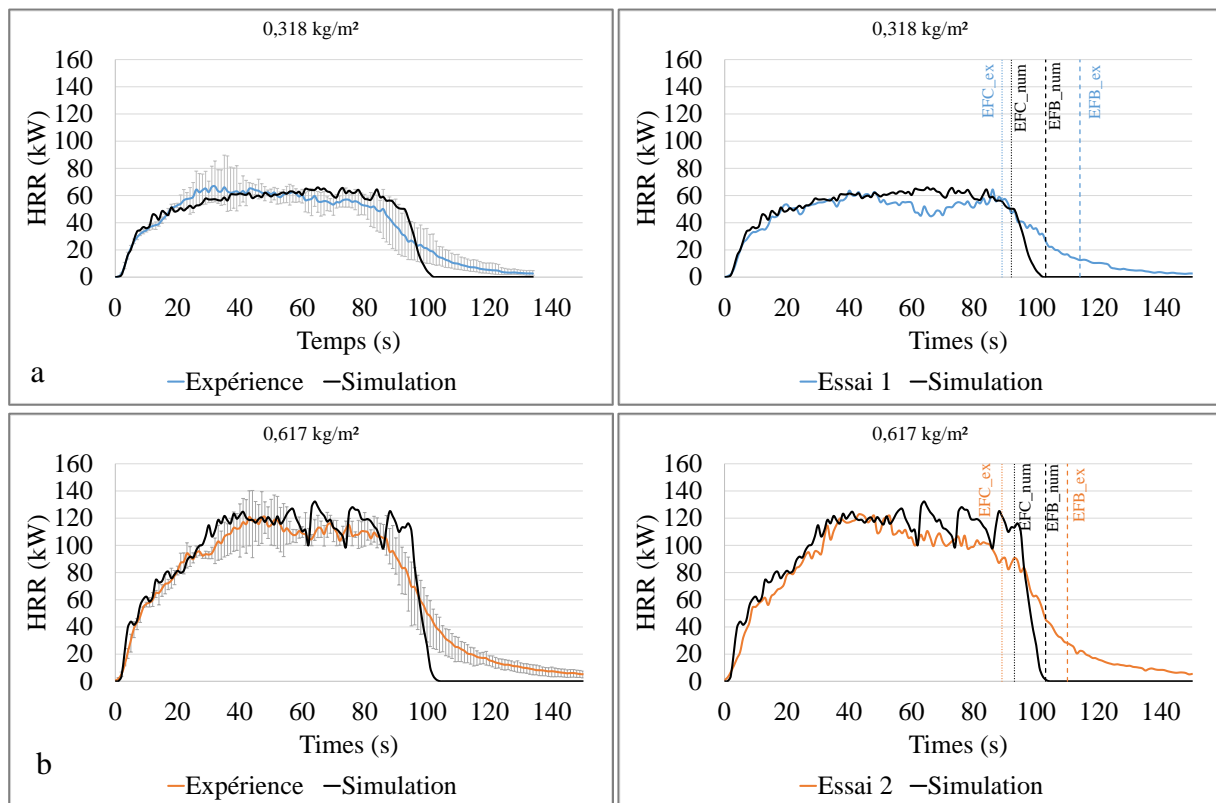 0,318 kg/m²
HRR (kW)
160
140
120
100
80
60
40
20
0
0 20 40 60 80 100 120 140
Temps (s)
a
Expérience Simulation
0,318 kg/m²
HRR (kW)
160
140
120
100
80
60
40
20
0
EFC_ex
EFC_num
EFB_num
EFB_ex
0 20 40 60 80 100 120 140
Times (s)
Essai 1 Simulation
0,617 kg/m²
HRR (kW)
160
140
120
100
80
60
40
20
0
0 20 40 60 80 100 120 140
Times (s)
b
Expérience Simulation
0,617 kg/m²
HRR (kW)
160
140
120
100
80
60
40
20
0
EFC_ex
EFC_num
EFB_num
EFB_ex
0 20 40 60 80 100 120 140
Times (s)
Essai 2 Simulation